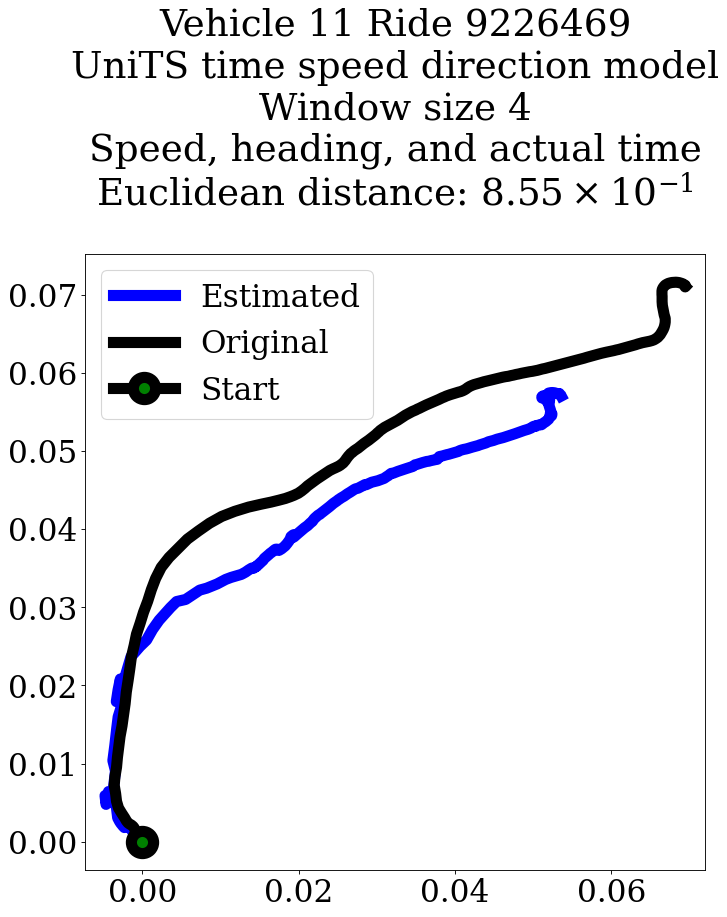 Vehicle 11 Ride 9226469
UniTS time speed direction model
Window size 4
Speed, heading, and actual time
Euclidean distance: 8.55 × 10⁻¹
Estimated
Original
Start
0.07
0.06
0.05
0.04
0.03
0.02
0.01
0.00
0.00 0.02 0.04 0.06